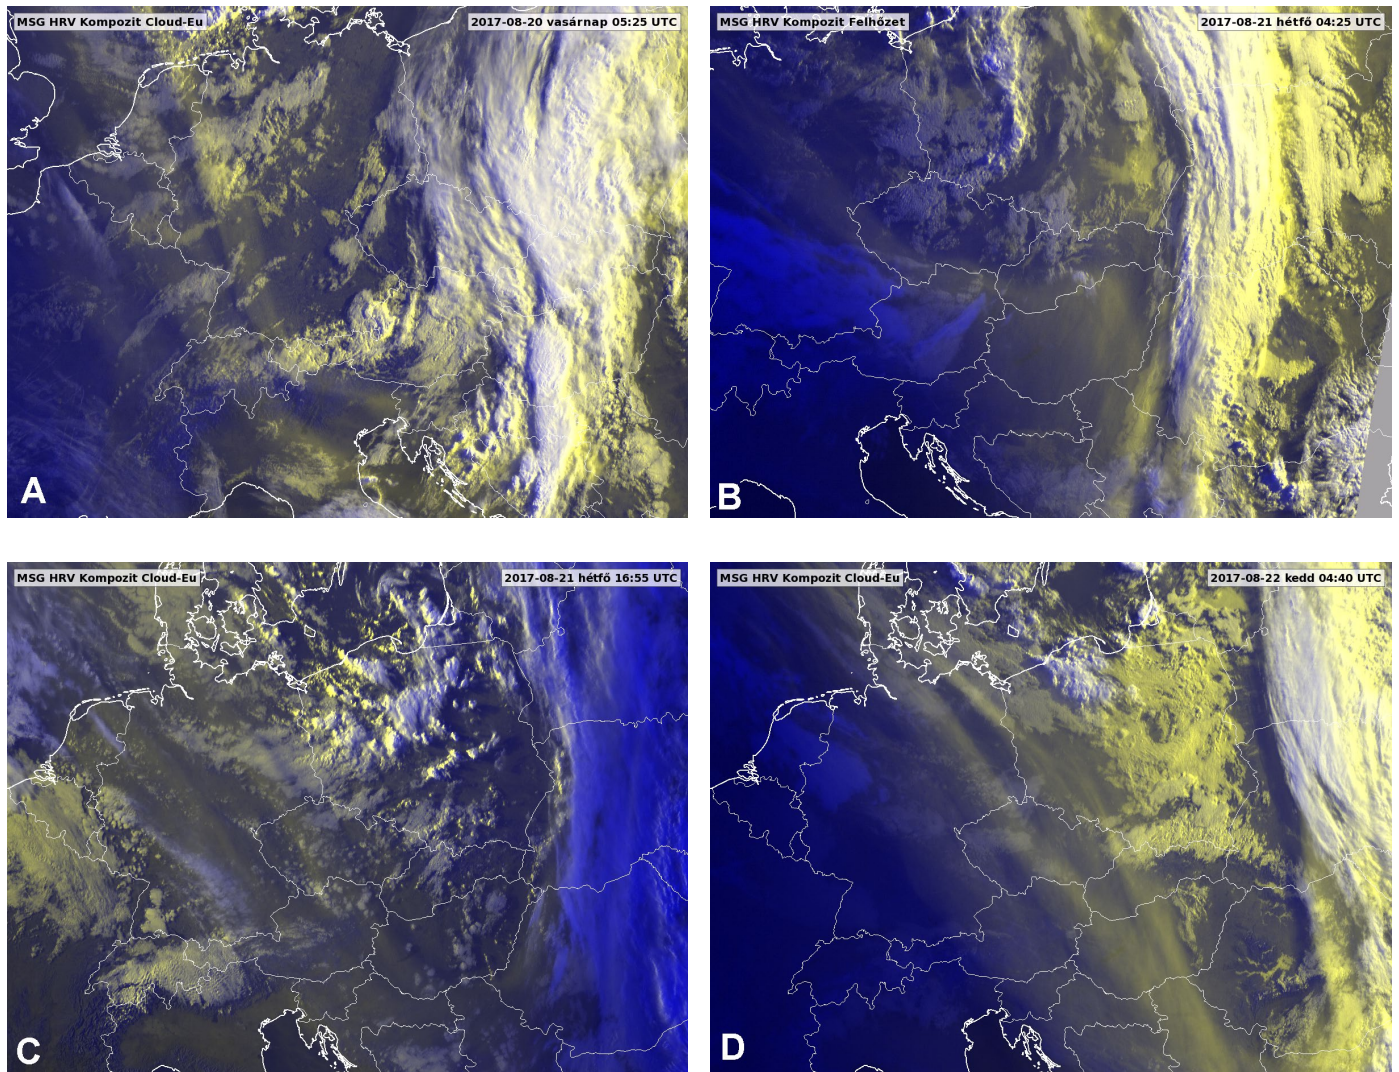 MSG HRV Kompozit Cloud-Eu
2017-08-20 vasárnap 05:25 UTC
A
MSG HRV Kompozit Felhőzet
2017-08-21 hétfő 04:25 UTC
B
MSG HRV Kompozit Cloud-Eu
2017-08-21 hétfő 16:55 UTC
C
MSG HRV Kompozit Cloud-Eu
2017-08-22 kedd 04:40 UTC
D